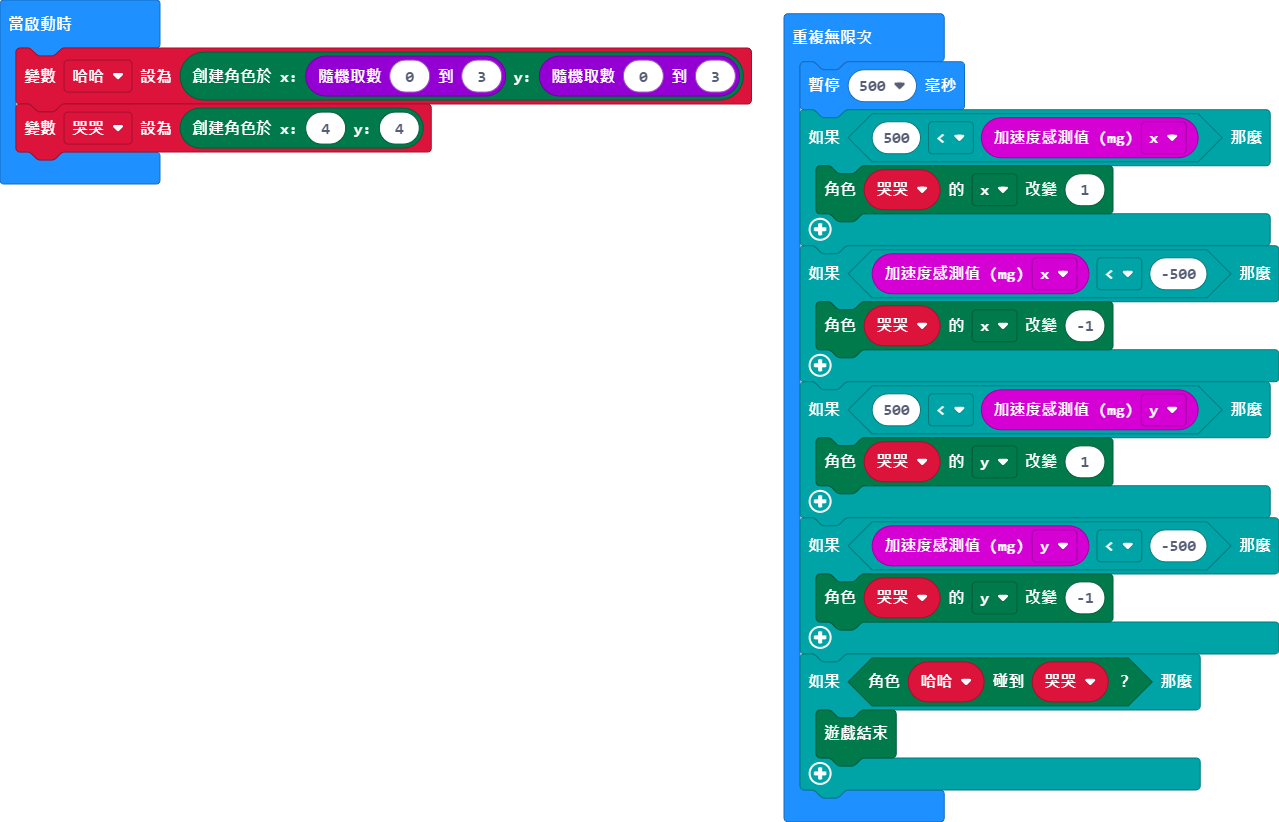 當啟動時
變數 哈哈 設為 創建角色於 x: 隨機取數 0 到 3 y: 隨機取數 0 到 3
變數 哭哭 設為 創建角色於 x: 4 y: 4
重複無限次
暫停 500 毫秒
如果 500 < 加速度感測值 (mg) x 那麼
角色 哭哭 的 x 改變 1
如果 加速度感測值 (mg) x < -500 那麼
角色 哭哭 的 x 改變 -1
如果 500 < 加速度感測值 (mg) y 那麼
角色 哭哭 的 y 改變 1
如果 加速度感測值 (mg) y < -500 那麼
角色 哭哭 的 y 改變 -1
如果 角色 哈哈 碰到 哭哭 ? 那麼
遊戲結束